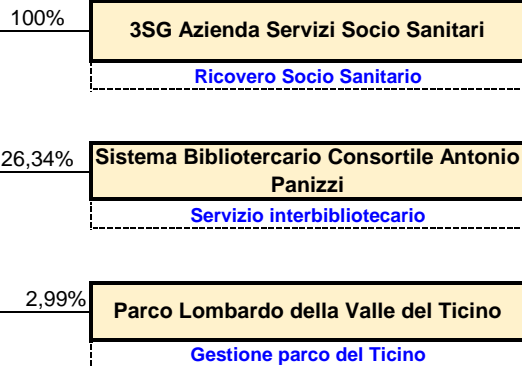 100%
3SG Azienda Servizi Socio Sanitari
Ricovero Socio Sanitario
26,34%
Sistema Bibliotercario Consortile Antonio
Panizzi
Servizio interbibliotecario
2,99%
Parco Lombardo della Valle del Ticino
Gestione parco del Ticino